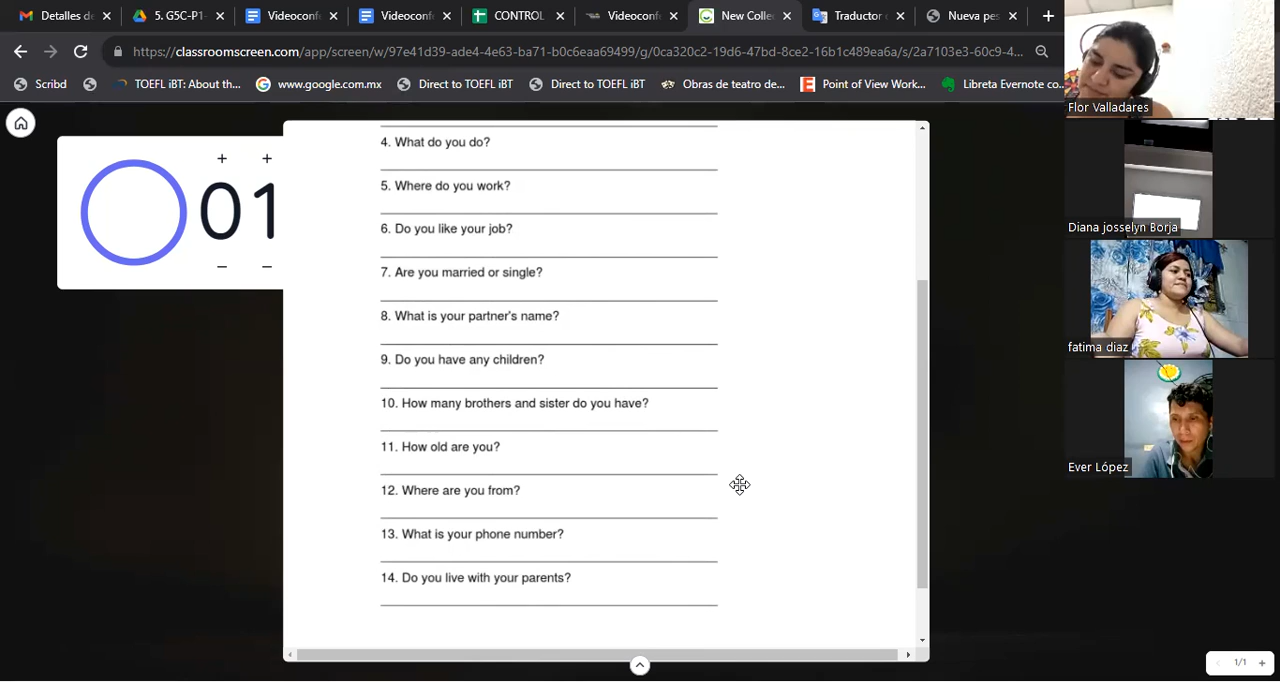 Detalles de
5. G5C-P1-
Videoconf
Videoconf
CONTROL
Videoconf
New Colle
Traductor
Nueva pes
https://classroomscreen.com/app/screen/w/97e41d39-ade4-4e63-ba71-b0c6eaa69499/g/0ca320c2-19d6-47bd-8ce2-16b1c489ea6a/s/2a7103e3-60c9-4...
Scribd
TOEFL iBT: About th...
www.google.com.mx
Direct to TOEFL iBT
Direct to TOEFL iBT
Obras de teatro de...
Point of View Work...
Libreta Evernote co...
01
4. What do you do?
5. Where do you work?
6. Do you like your job?
7. Are you married or single?
8. What is your partner's name?
9. Do you have any children?
10. How many brothers and sister do you have?
11. How old are you?
12. Where are you from?
13. What is your phone number?
14. Do you live with your parents?
Flor Valladares
Diana josselyn Borja
fatima diaz
Ever López
1/1